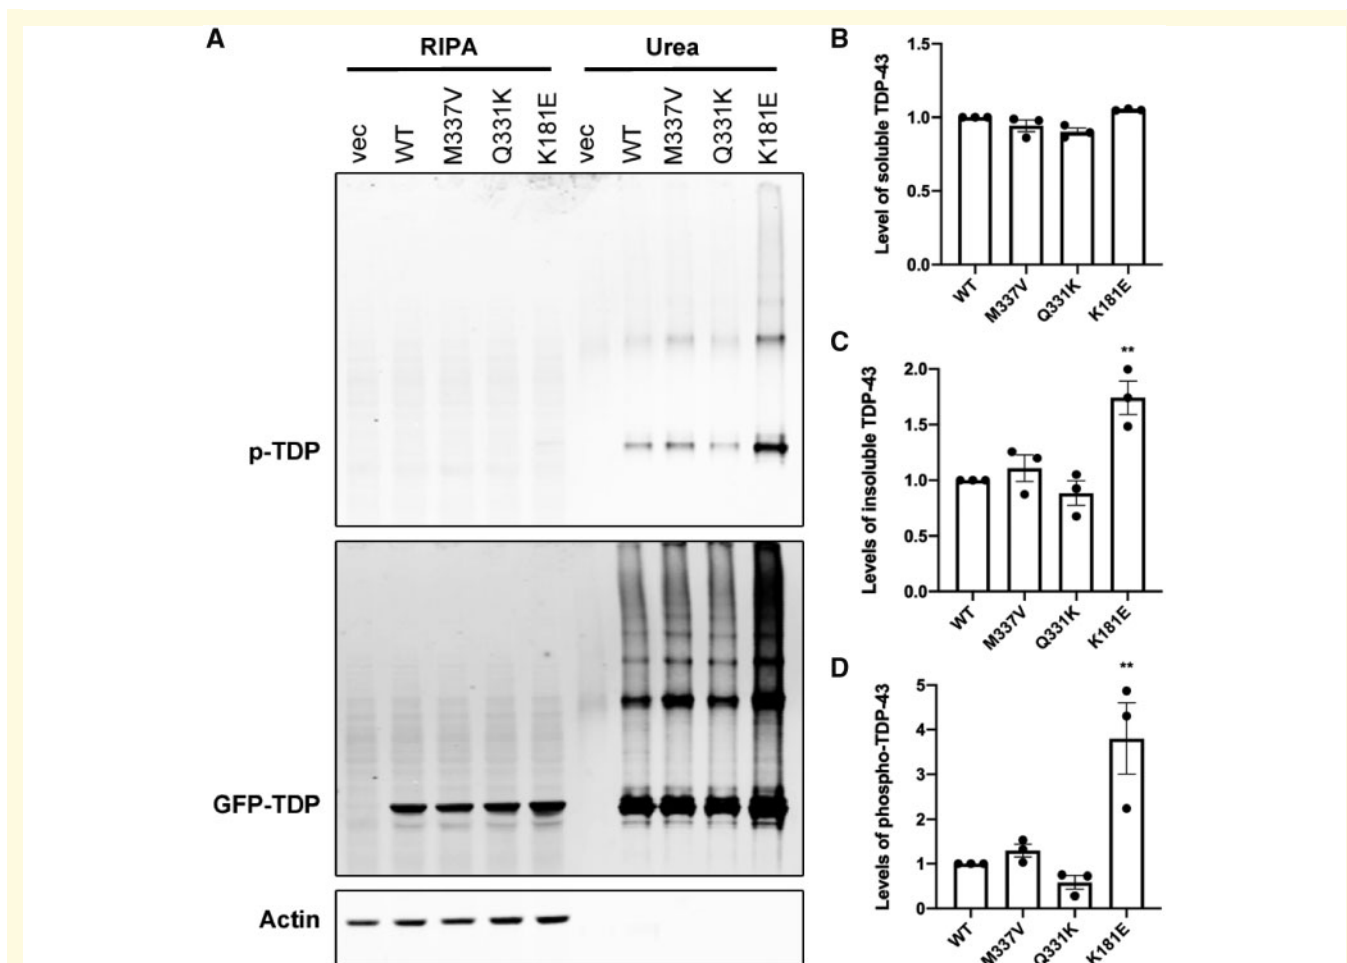 A
RIPA
Urea
vec
WT
M337V
Q331K
K181E
vec
WT
M337V
Q331K
K181E
p-TDP
GFP-TDP
Actin
B
Level of soluble TDP-43
1.5
1.0
0.5
0.0
WT
M337V
Q331K
K181E
C
Levels of insoluble TDP-43
**
2.0
1.5
1.0
0.5
0.0
WT
M337V
Q331K
K181E
D
Levels of phospho-TDP-43
**
5
4
3
2
1
0
WT
M337V
Q331K
K181E